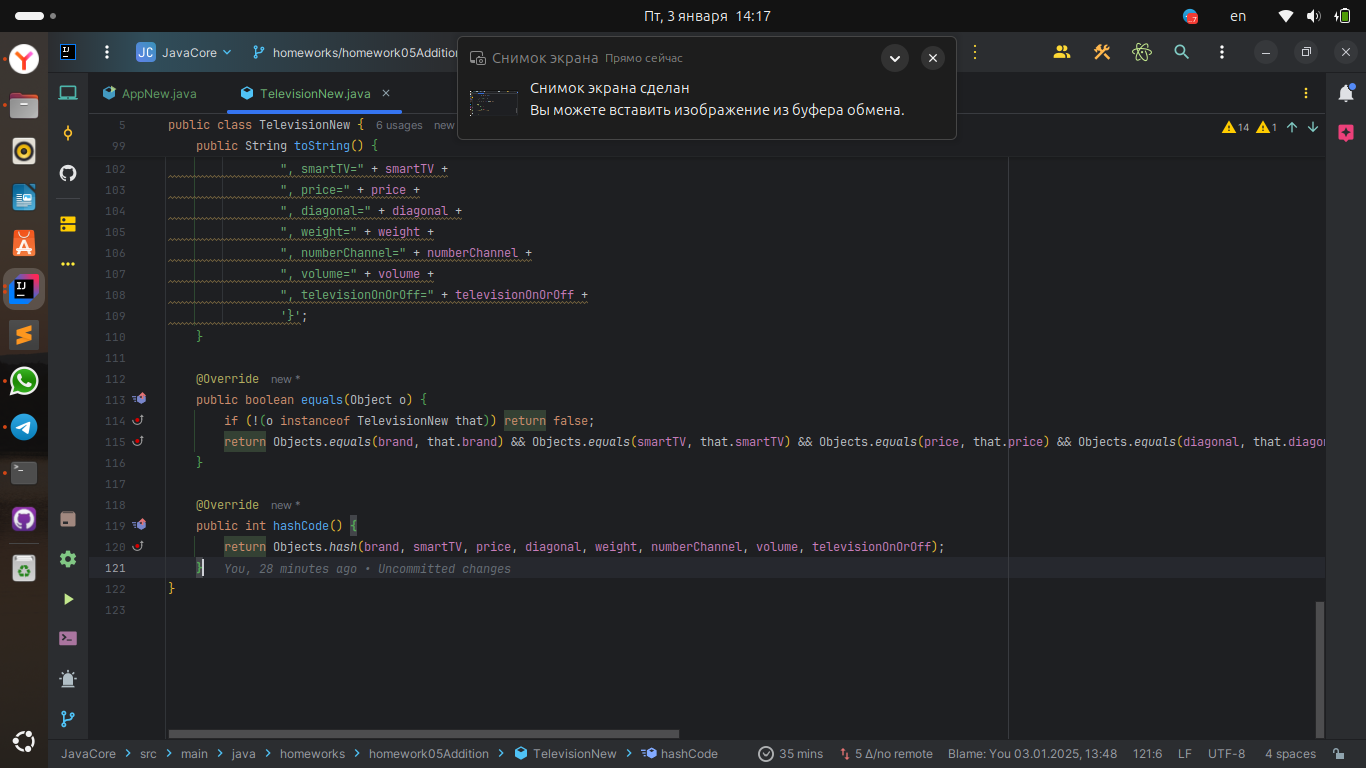 Пт, 3 января 14:17
en
JC JavaCore homeworks/homework05Addition
Снимок экрана Прямо сейчас
Снимок экрана сделан
Вы можете вставить изображение из буфера обмена.
AppNew.java TelevisionNew.java
14 1
5 public class TelevisionNew { 6 usages new
99 public String toString() {
102 ", smartTV=" + smartTV +
103 ", price=" + price +
104 ", diagonal=" + diagonal +
105 ", weight=" + weight +
106 ", numberChannel=" + numberChannel +
107 ", volume=" + volume +
108 ", televisionOnOrOff=" + televisionOnOrOff +
109 '}';
110 }
111
112 @Override new *
113 public boolean equals(Object o) {
114 if (!(o instanceof TelevisionNew that)) return false;
115 return Objects.equals(brand, that.brand) && Objects.equals(smartTV, that.smartTV) && Objects.equals(price, that.price) && Objects.equals(diagonal, that.diagon
116 }
117
118 @Override new *
119 public int hashCode() {
120 return Objects.hash(brand, smartTV, price, diagonal, weight, numberChannel, volume, televisionOnOrOff);
121 } You, 28 minutes ago • Uncommitted changes
122 }
123
JavaCore > src > main > java > homeworks > homework05Addition > TelevisionNew > hashCode 35 mins 5 Δ/no remote Blame: You 03.01.2025, 13:48 121:6 LF UTF-8 4 spaces